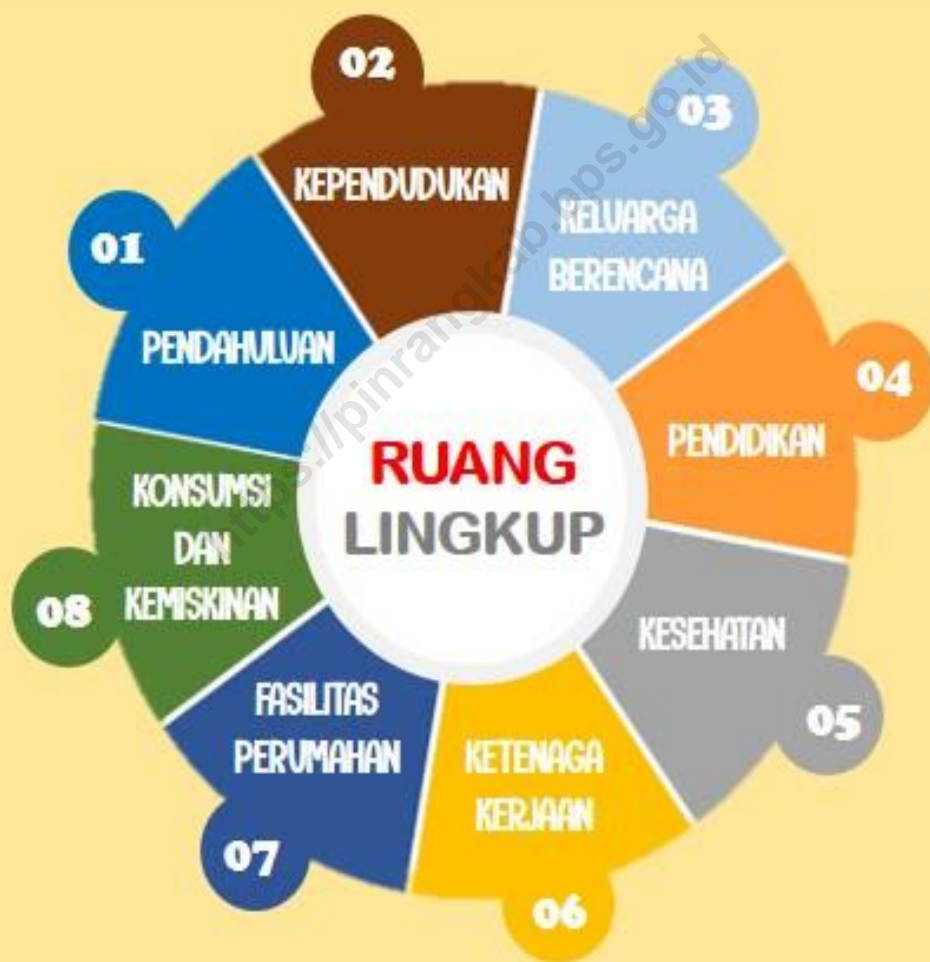 02
KEPENDUDUKAN
03
KELUARGA
BERENCANA
01
PENDAHULUAN
04
PENDIDIKAN
RUANG
LINGKUP
KONSUMSI
DAN
KEMISKINAN
08
KESEHATAN
05
FASILITAS
PERUMAHAN
07
KETENAGA
KERJAAN
06
https://pinrangkab.bps.go.id